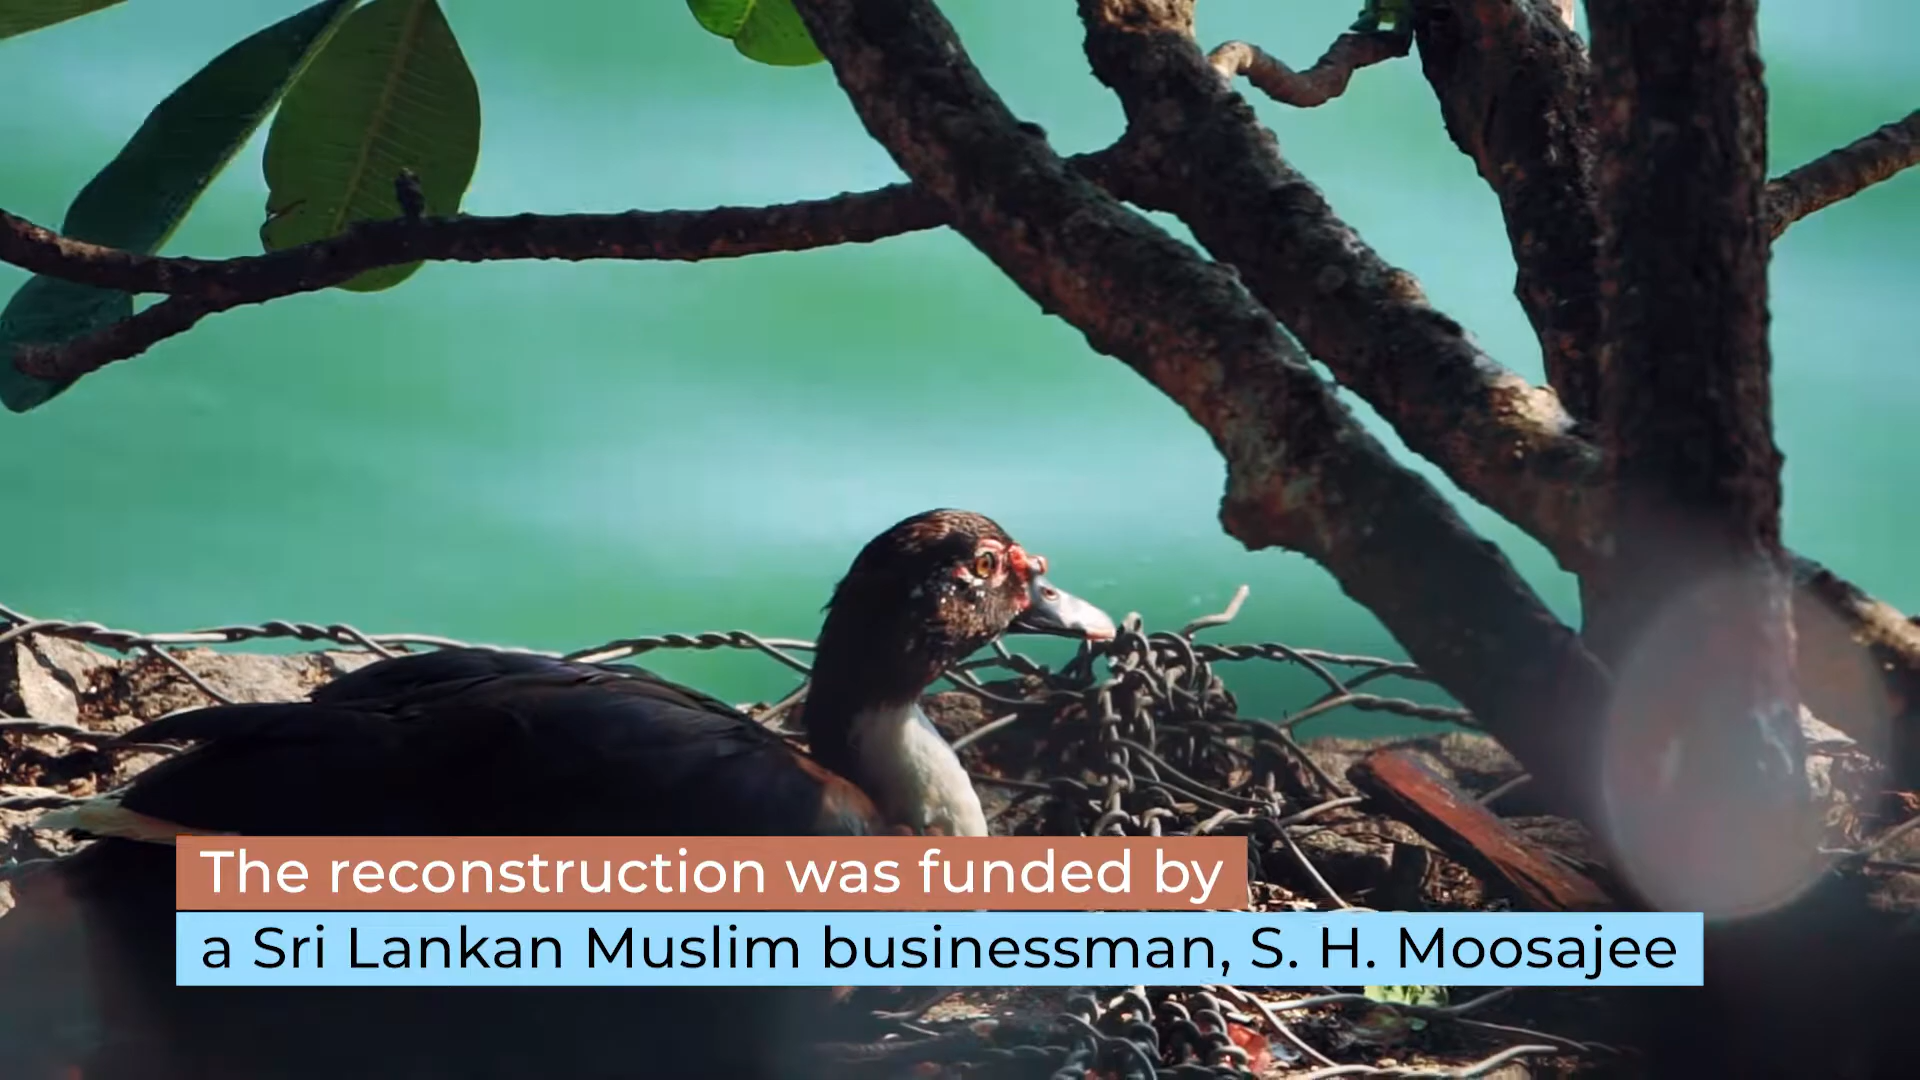 The reconstruction was funded by
a Sri Lankan Muslim businessman, S. H. Moosajee